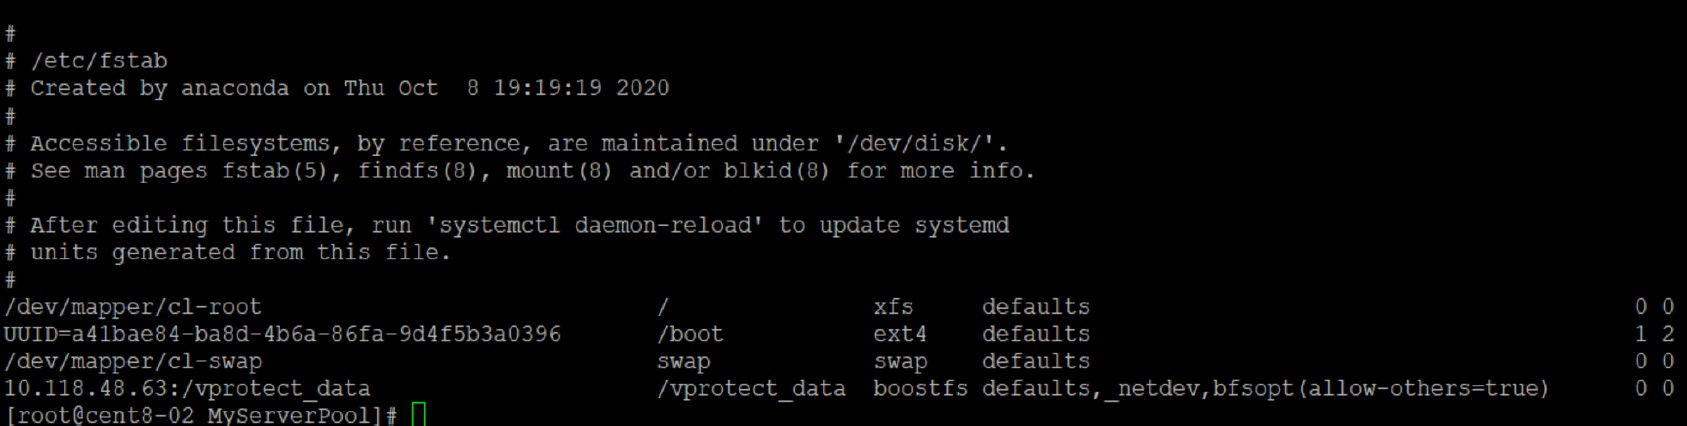 #
# /etc/fstab
# Created by anaconda on Thu Oct  8 19:19:19 2020
#
# Accessible filesystems, by reference, are maintained under '/dev/disk/'.
# See man pages fstab(5), findfs(8), mount(8) and/or blkid(8) for more info.
#
# After editing this file, run 'systemctl daemon-reload' to update systemd
# units generated from this file.
#
/dev/mapper/cl-root                             /               xfs     defaults                                        0 0
UUID=a41bae84-ba8d-4b6a-86fa-9d4f5b3a0396       /boot           ext4    defaults                                        1 2
/dev/mapper/cl-swap                             swap            swap    defaults                                        0 0
10.118.48.63:/vprotect_data                     /vprotect_data  boostfs defaults,_netdev,bfsopt(allow-others=true)      0 0
[root@cent8-02 MyServerPool]#